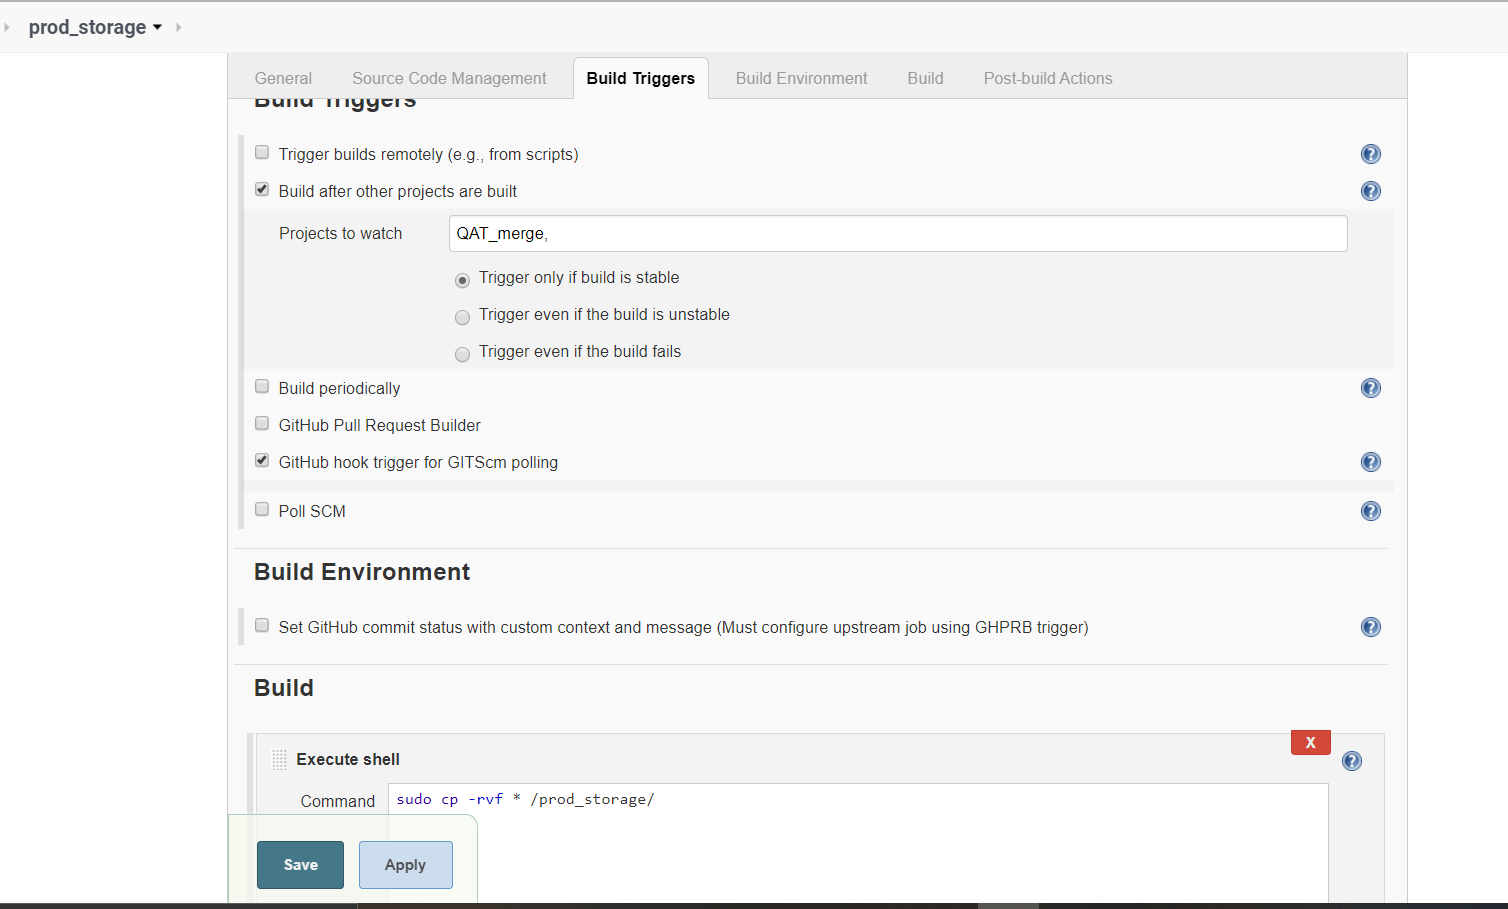 prod_storage
General Source Code Management Build Triggers Build Environment Build Post-build Actions
Build Triggers
Trigger builds remotely (e.g., from scripts)
Build after other projects are built
Projects to watch QAT_merge,
Trigger only if build is stable
Trigger even if the build is unstable
Trigger even if the build fails
Build periodically
GitHub Pull Request Builder
GitHub hook trigger for GITScm polling
Poll SCM
Build Environment
Set GitHub commit status with custom context and message (Must configure upstream job using GHPRB trigger)
Build
X
Execute shell
Command sudo cp -rvf * /prod_storage/
Save Apply